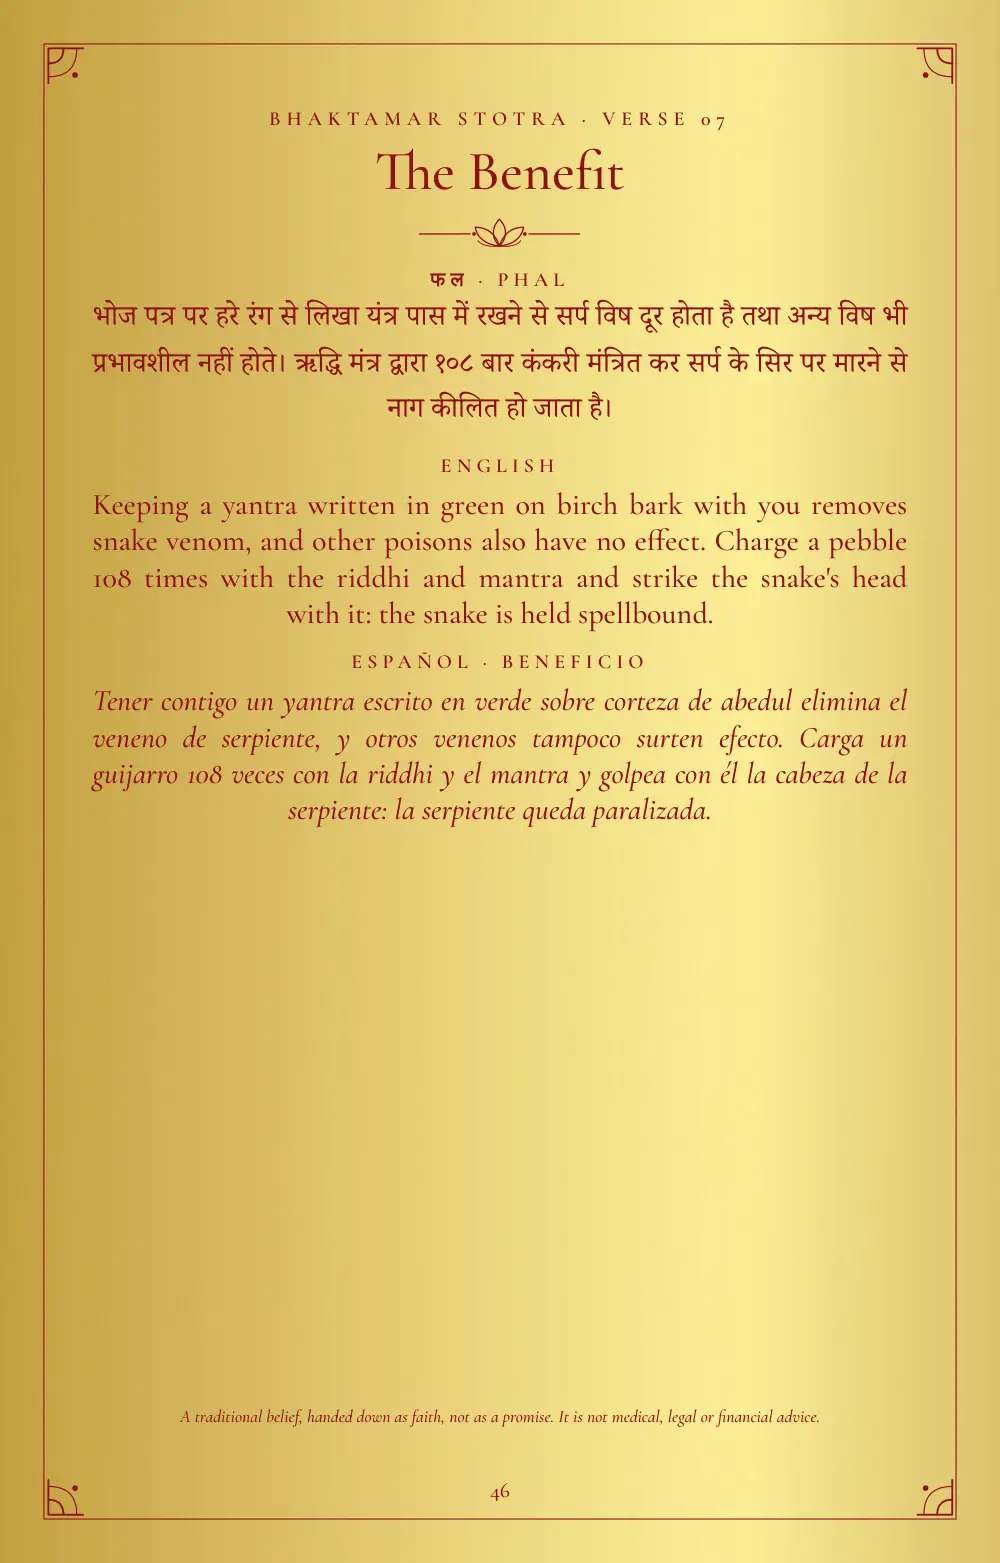 BHAKTAMAR STOTRA · VERSE 07
The Benefit
फल · PHAL
भोज पत्र पर हरे रंग से लिखा यंत्र पास में रखने से सर्प विष दूर होता है तथा अन्य विष भी
प्रभावशील नहीं होते। ऋद्धि मंत्र द्वारा १०८ बार कंकरी मंत्रित कर सर्प के सिर पर मारने से
नाग कीलित हो जाता है।
ENGLISH
Keeping a yantra written in green on birch bark with you removes
snake venom, and other poisons also have no effect. Charge a pebble
108 times with the riddhi and mantra and strike the snake's head
with it: the snake is held spellbound.
ESPAÑOL · BENEFICIO
Tener contigo un yantra escrito en verde sobre corteza de abedul elimina el
veneno de serpiente, y otros venenos tampoco surten efecto. Carga un
guijarro 108 veces con la riddhi y el mantra y golpea con él la cabeza de la
serpiente: la serpiente queda paralizada.
A traditional belief, handed down as faith, not as a promise. It is not medical, legal or financial advice.
46